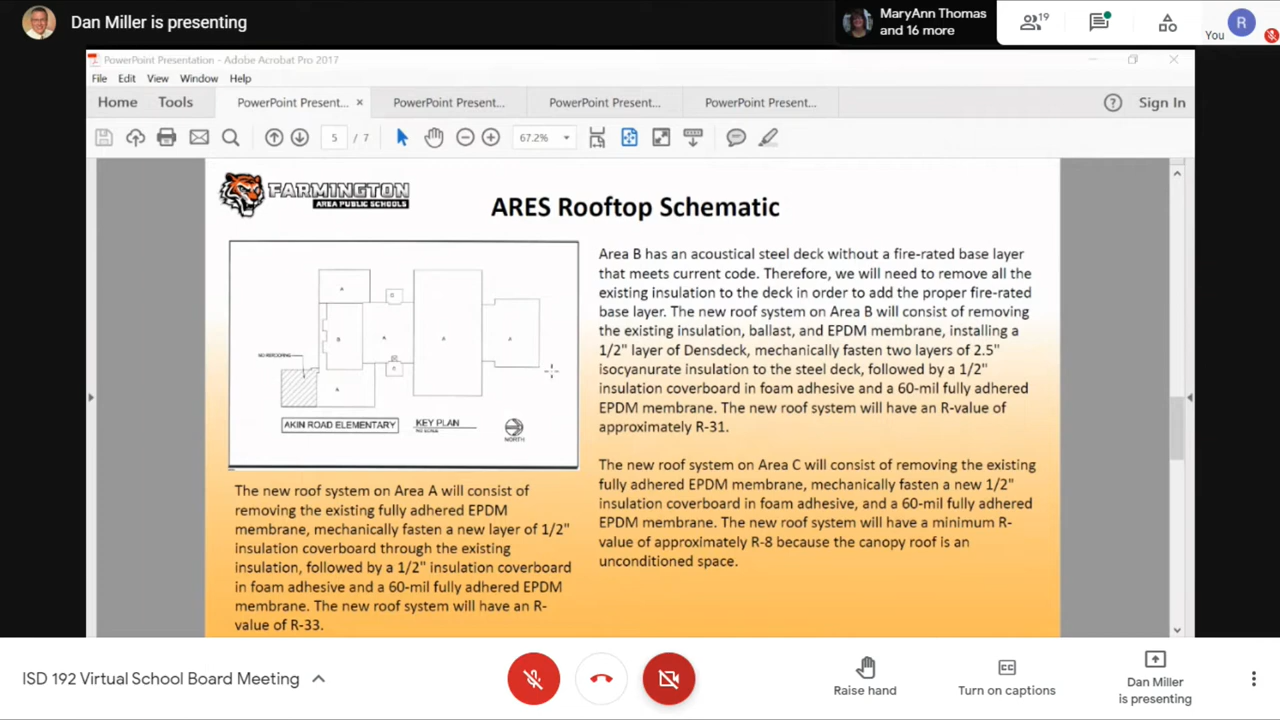 Dan Miller is presenting
MaryAnn Thomas
and 16 more
19
You
R
PowerPoint Presentation - Adobe Acrobat Pro 2017
File Edit View Window Help
Home Tools PowerPoint Present... × PowerPoint Present... PowerPoint Present... PowerPoint Present... Sign In
5 / 7 67.2%
FARMINGTON
AREA PUBLIC SCHOOLS
ARES Rooftop Schematic
A
C
B
A
A
A
C
NO REROOFING
A
AKIN ROAD ELEMENTARY
KEY PLAN
NORTH
The new roof system on Area A will consist of
removing the existing fully adhered EPDM
membrane, mechanically fasten a new layer of 1/2"
insulation coverboard through the existing
insulation, followed by a 1/2" insulation coverboard
in foam adhesive and a 60-mil fully adhered EPDM
membrane. The new roof system will have an R-
value of R-33.
Area B has an acoustical steel deck without a fire-rated base layer
that meets current code. Therefore, we will need to remove all the
existing insulation to the deck in order to add the proper fire-rated
base layer. The new roof system on Area B will consist of removing
the existing insulation, ballast, and EPDM membrane, installing a
1/2" layer of Densdeck, mechanically fasten two layers of 2.5"
isocyanurate insulation to the steel deck, followed by a 1/2"
insulation coverboard in foam adhesive and a 60-mil fully adhered
EPDM membrane. The new roof system will have an R-value of
approximately R-31.
The new roof system on Area C will consist of removing the existing
fully adhered EPDM membrane, mechanically fasten a new 1/2"
insulation coverboard in foam adhesive, and a 60-mil fully adhered
EPDM membrane. The new roof system will have a minimum R-
value of approximately R-8 because the canopy roof is an
unconditioned space.
ISD 192 Virtual School Board Meeting
Raise hand
Turn on captions
Dan Miller
is presenting